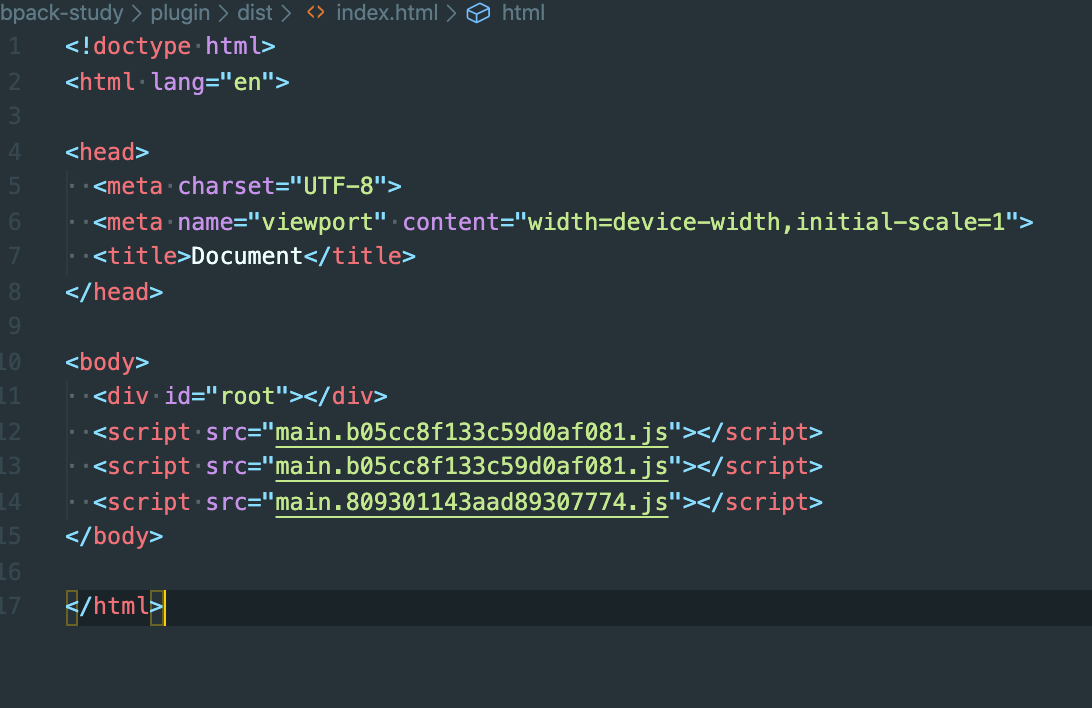 bpack-study > plugin > dist > <> index.html > html
1 <!doctype html>
2 <html lang="en">
3
4 <head>
5 <meta charset="UTF-8">
6 <meta name="viewport" content="width=device-width,initial-scale=1">
7 <title>Document</title>
8 </head>
9
10 <body>
11 <div id="root"></div>
12 <script src="main.b05cc8f133c59d0af081.js"></script>
13 <script src="main.b05cc8f133c59d0af081.js"></script>
14 <script src="main.809301143aad89307774.js"></script>
15 </body>
16
17 </html>